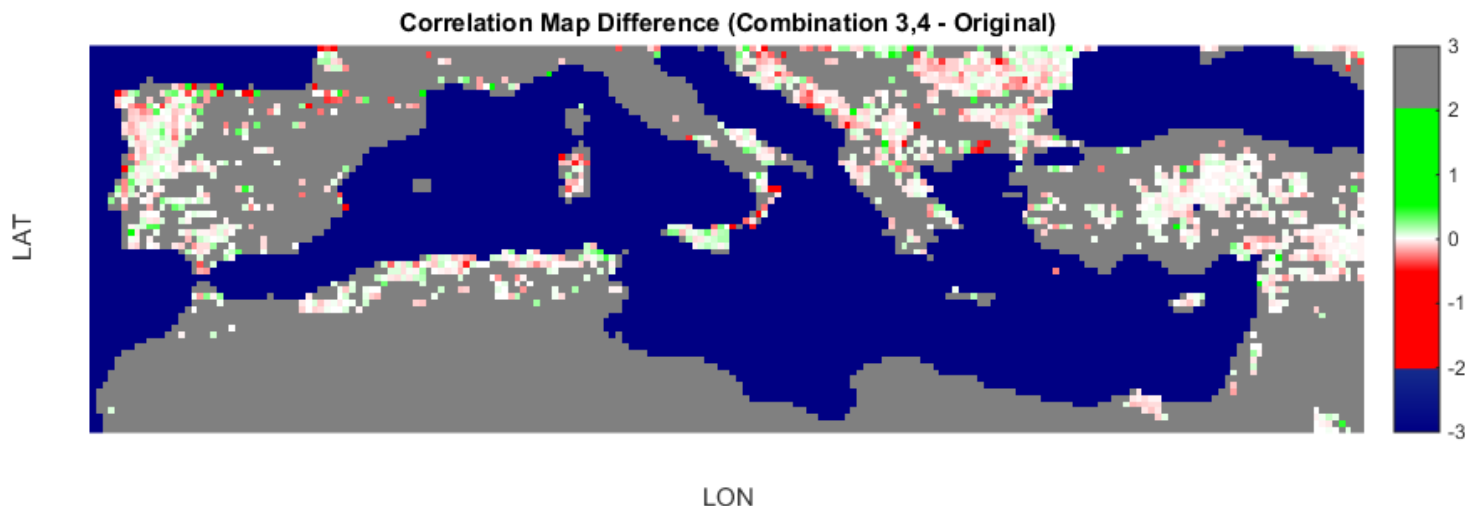 Correlation Map Difference (Combination 3,4 - Original)
3
2
1
0
-1
-2
-3
LAT
LON